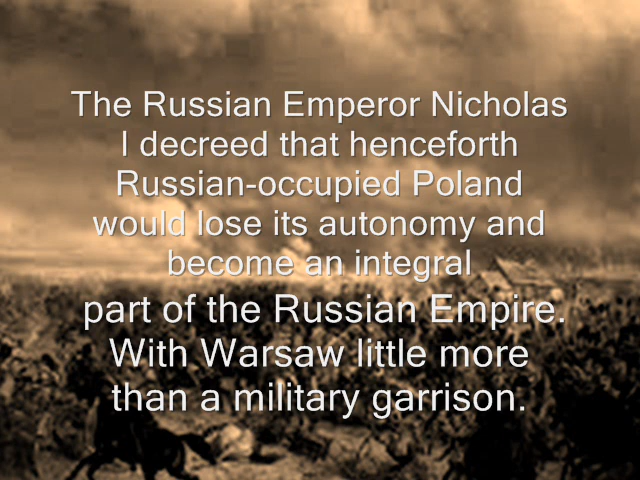 The Russian Emperor Nicholas
I decreed that henceforth
Russian-occupied Poland
would lose its autonomy and
become an integral
part of the Russian Empire.
With Warsaw little more
than a military garrison.